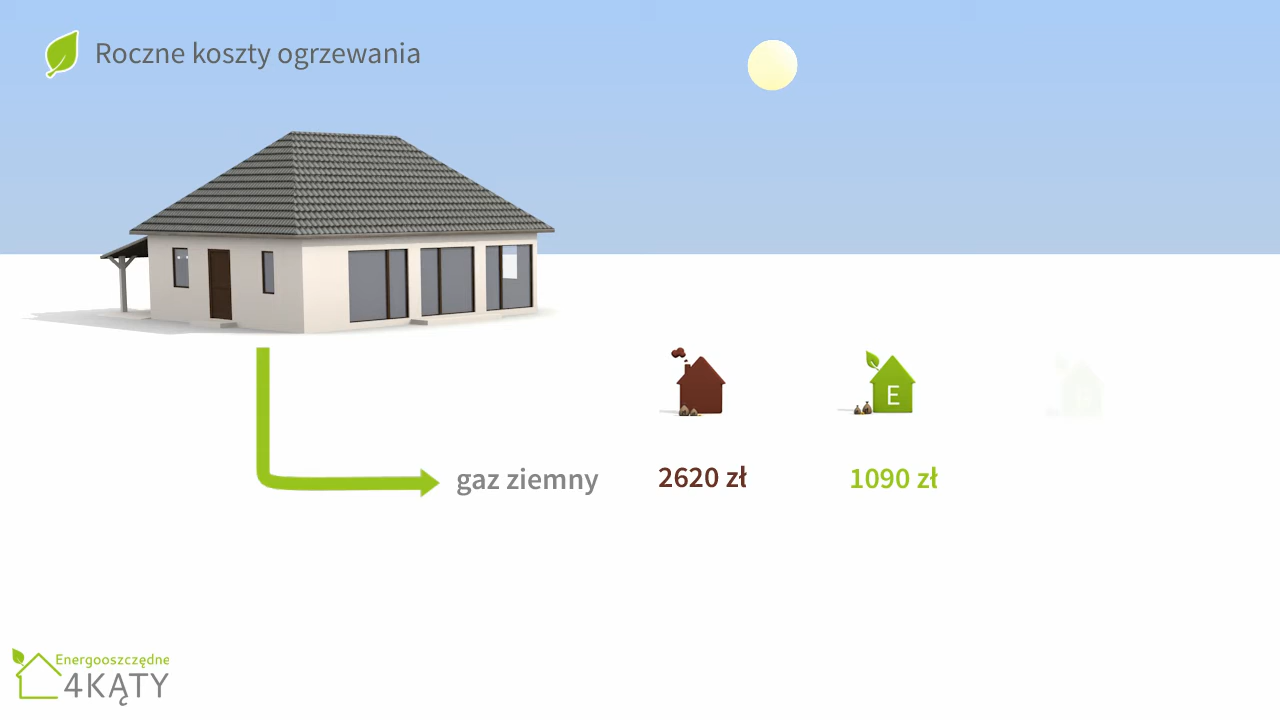 Roczne koszty ogrzewania
E
gaz ziemny 2620 zł 1090 zł
Energooszczędne
4KĄTY